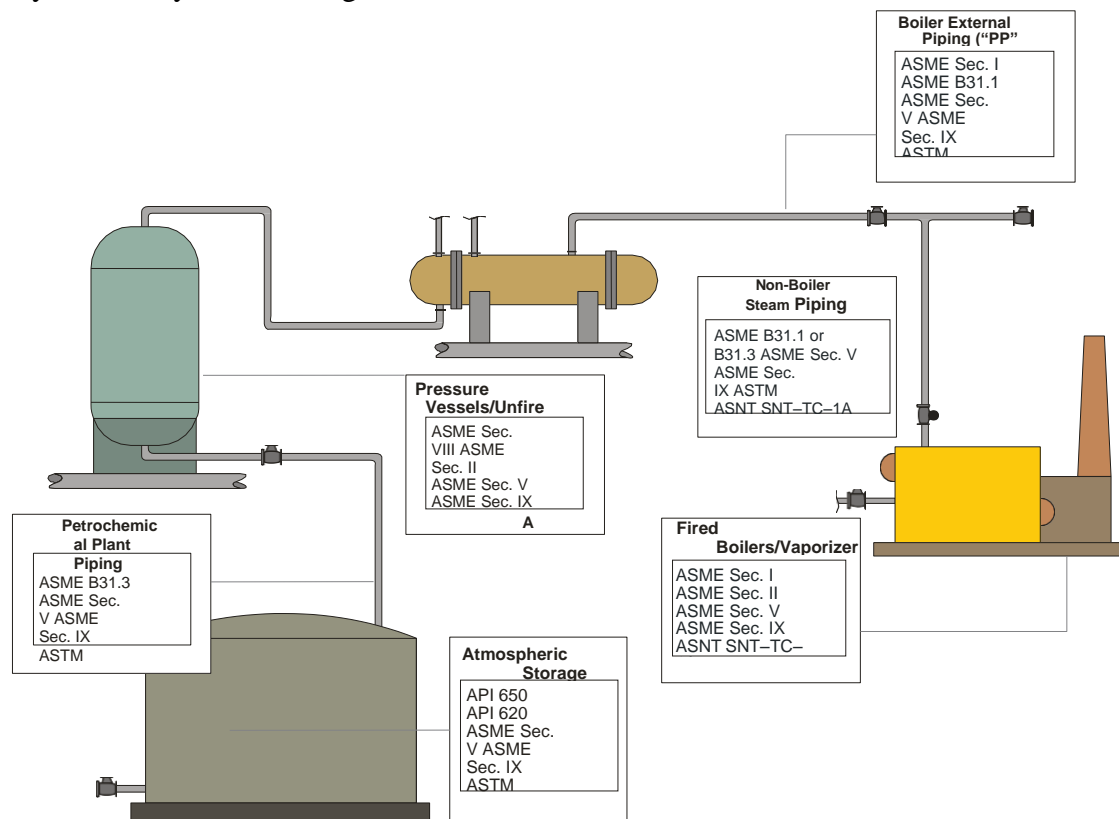 Boiler External
Piping (“PP”
ASME Sec. I
ASME B31.1
ASME Sec.
V ASME
Sec. IX
ASTM
Non-Boiler
Steam Piping
ASME B31.1 or
B31.3 ASME Sec. V
ASME Sec.
IX ASTM
ASNT SNT–TC–1A
Pressure
Vessels/Unfire
ASME Sec.
VIII ASME
Sec. II
ASME Sec. V
ASME Sec. IX
A
Petrochemic
al Plant
Piping
ASME B31.3
ASME Sec.
V ASME
Sec. IX
ASTM
Fired
Boilers/Vaporizer
ASME Sec. I
ASME Sec. II
ASME Sec. V
ASME Sec. IX
ASNT SNT–TC–
Atmospheric
Storage
API 650
API 620
ASME Sec.
V ASME
Sec. IX
ASTM